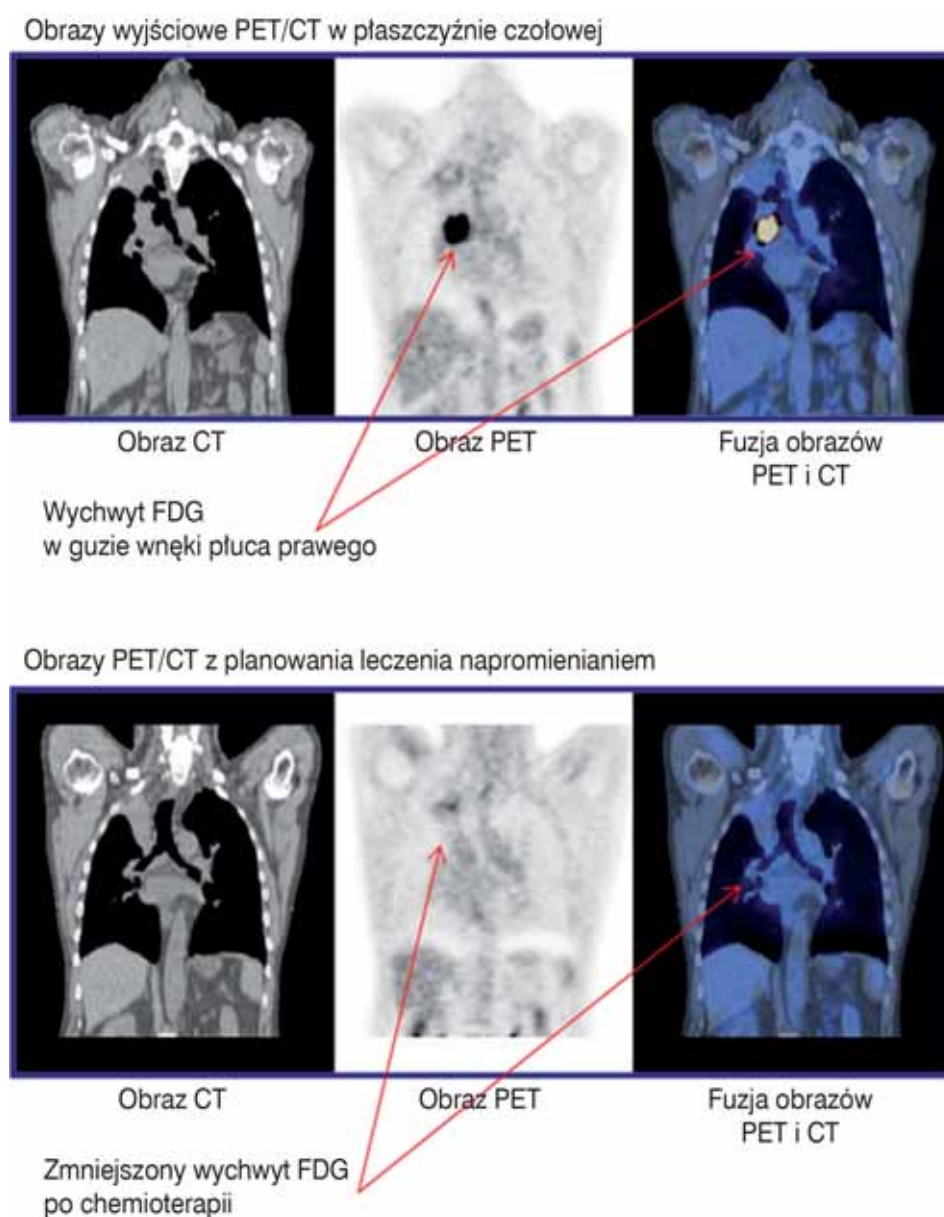 Obrazy wyjściowe PET/CT w płaszczyźnie czołowej
Obraz CT
Obraz PET
Fuzja obrazów
PET i CT
Wychwyt FDG
w guzie wnęki płuca prawego
Obrazy PET/CT z planowania leczenia napromienianiem
Obraz CT
Obraz PET
Fuzja obrazów
PET i CT
Zmniejszony wychwyt FDG
po chemioterapii